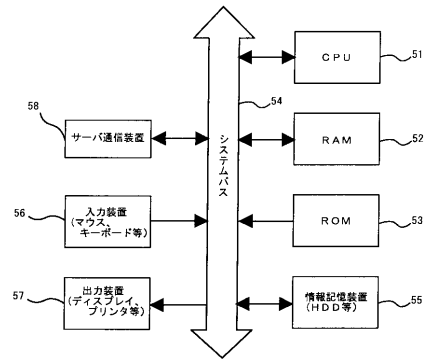 51
CPU
54
58
サーバ通信装置
システムバス
52
RAM
56
入力装置
(マウス、
キーボード等)
53
ROM
57
出力装置
(ディスプレイ、
プリンタ等)
55
情報記憶装置
(HDD等)